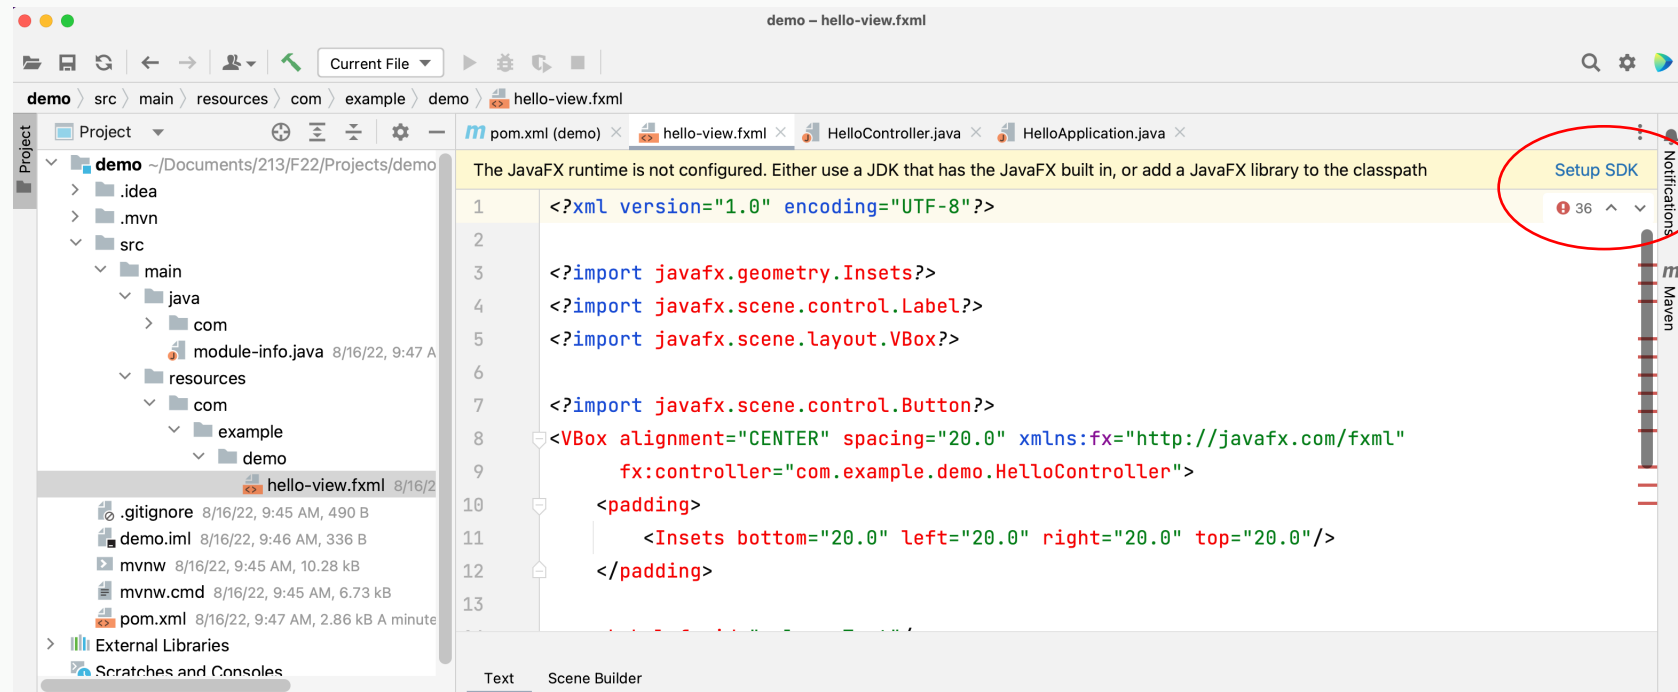 demo – hello-view.fxml
Current File
demo src main resources com example demo hello-view.fxml
Project
Project
pom.xml (demo) hello-view.fxml HelloController.java HelloApplication.java
demo ~/Documents/213/F22/Projects/demo
.idea
.mvn
src
main
java
com
module-info.java 8/16/22, 9:47 A
resources
com
example
demo
hello-view.fxml 8/16/2
.gitignore 8/16/22, 9:45 AM, 490 B
demo.iml 8/16/22, 9:46 AM, 336 B
mvnw 8/16/22, 9:45 AM, 10.28 kB
mvnw.cmd 8/16/22, 9:45 AM, 6.73 kB
pom.xml 8/16/22, 9:47 AM, 2.86 kB A minute
External Libraries
Scratches and Consoles
The JavaFX runtime is not configured. Either use a JDK that has the JavaFX built in, or add a JavaFX library to the classpath Setup SDK
36
1 <?xml version="1.0" encoding="UTF-8"?>
2
3 <?import javafx.geometry.Insets?>
4 <?import javafx.scene.control.Label?>
5 <?import javafx.scene.layout.VBox?>
6
7 <?import javafx.scene.control.Button?>
8 <VBox alignment="CENTER" spacing="20.0" xmlns:fx="http://javafx.com/fxml"
9 fx:controller="com.example.demo.HelloController">
10 <padding>
11 <Insets bottom="20.0" left="20.0" right="20.0" top="20.0"/>
12 </padding>
13
Text Scene Builder
Notifications
m Maven